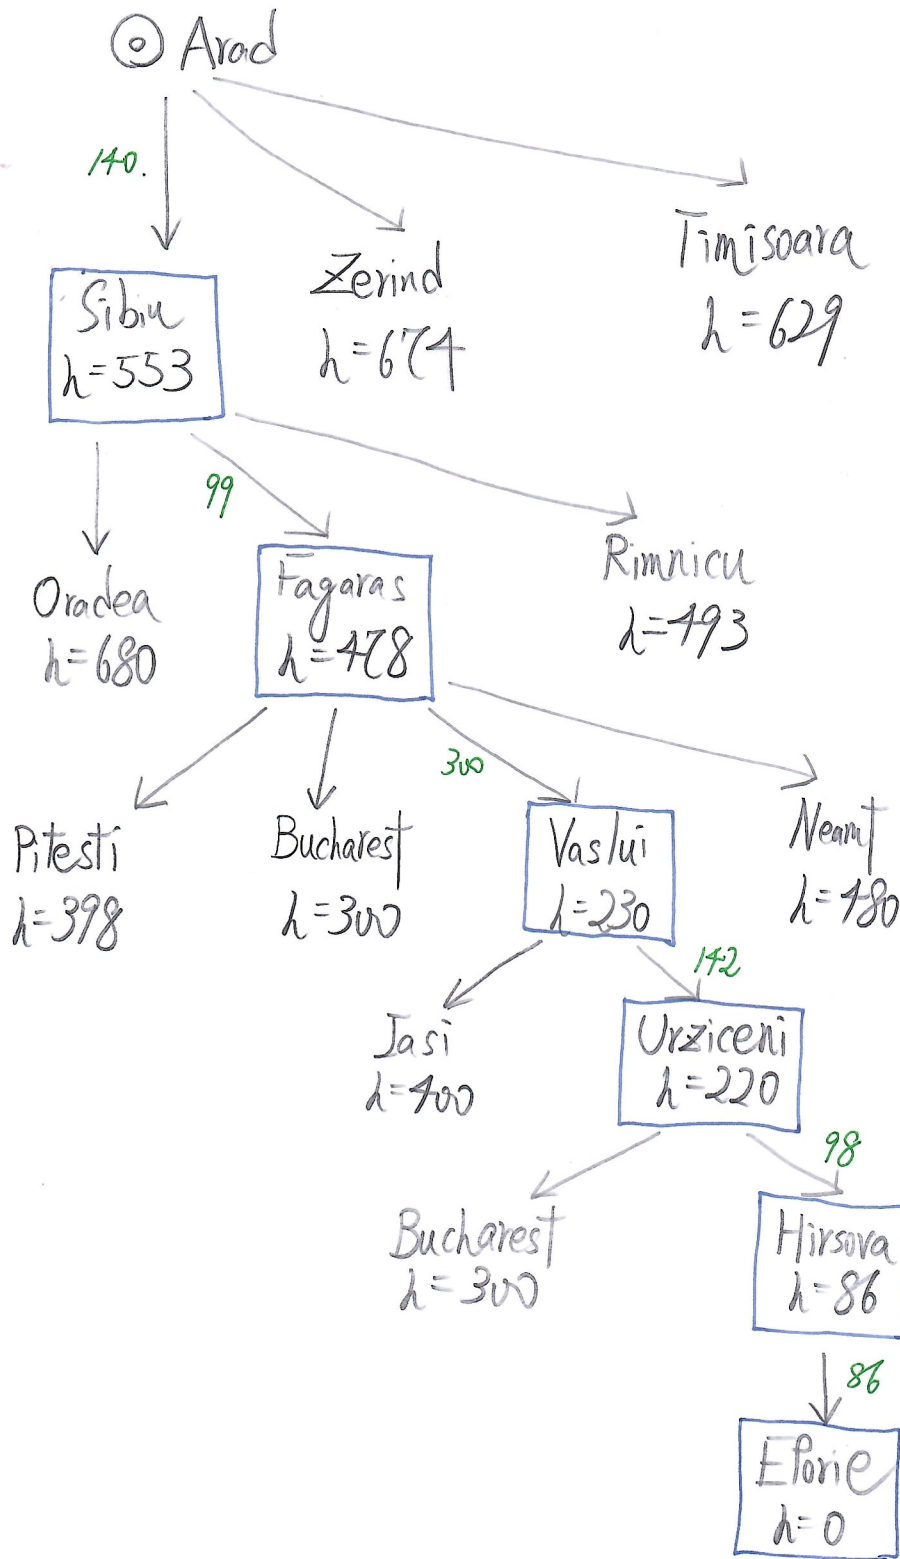 Arad
140.
Timisoara
h=629
Zerind
h=674
Sibiu
h=553
99
Rimnicu
h=493
Fagaras
h=478
Oradea
h=680
300
Neamt
h=480
Vaslui
h=230
Bucharest
h=300
Pitesti
h=398
142
Urziceni
h=220
Iasi
h=400
98
Hirsova
h=86
Bucharest
h=300
86
Eforie
h=0